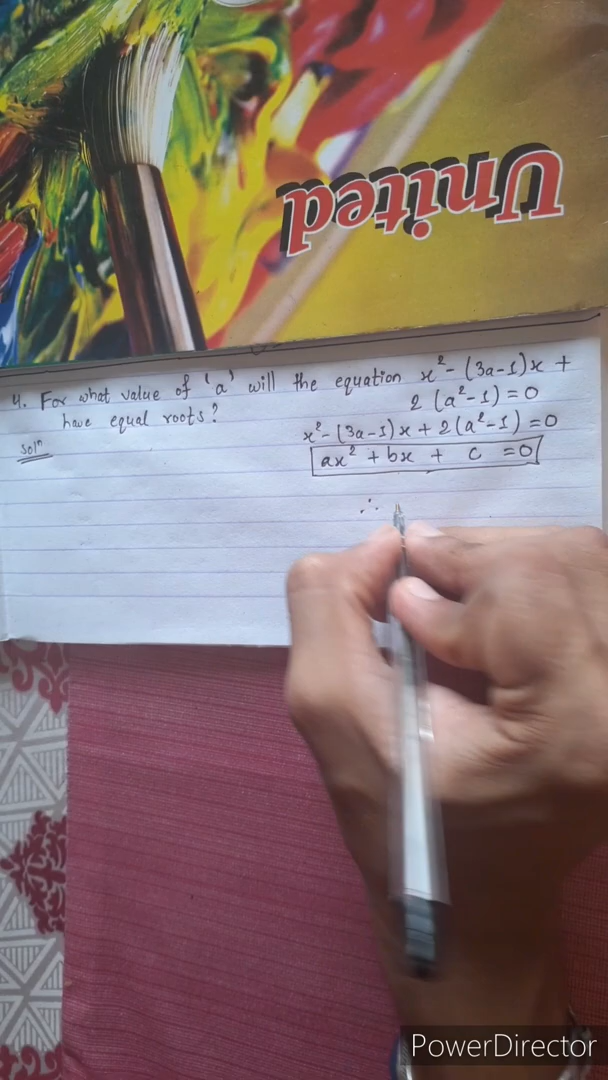 United
4. For what value of 'a' will the equation x² - (3a-1)x +
2(a²-1) = 0
have equal roots?
Solⁿ
x² - (3a-1)x + 2(a²-1) = 0
ax² + bx + c = 0
∴
PowerDirector